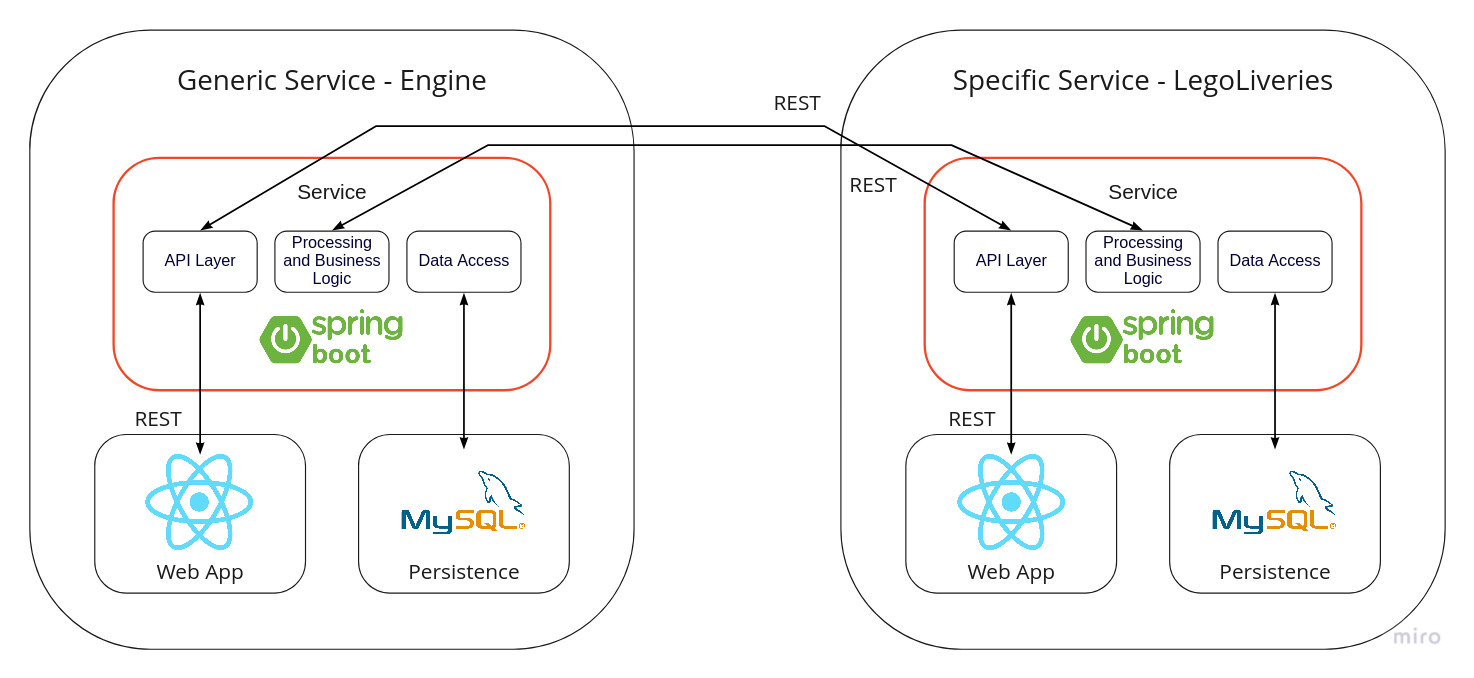 Generic Service - Engine
Specific Service - LegoLiveries
REST
REST
Service
API Layer
Processing
and Business
Logic
Data Access
spring
boot
REST
Web App
MySQL®
Persistence
Service
API Layer
Processing
and Business
Logic
Data Access
spring
boot
REST
Web App
MySQL®
Persistence
miro